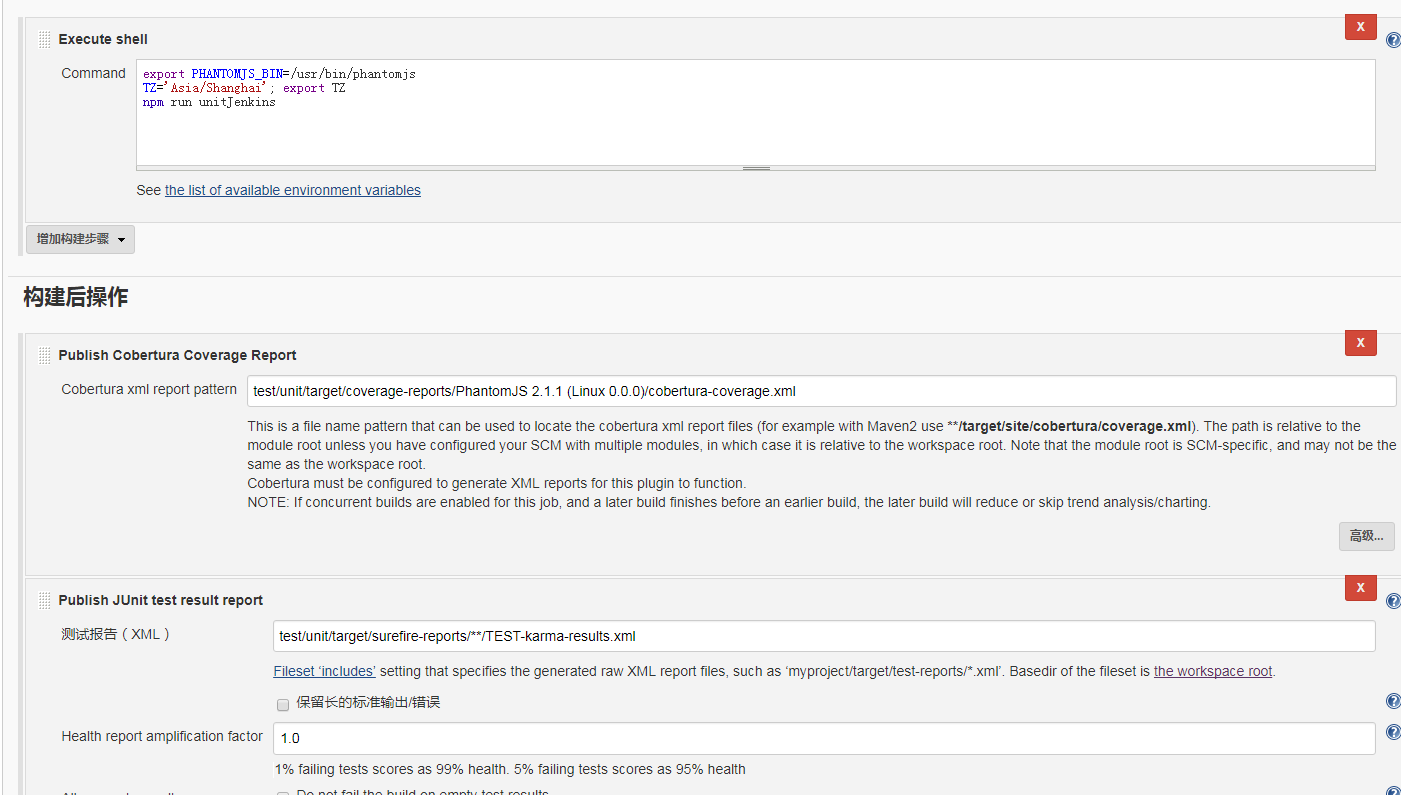 X
Execute shell
Command
export PHANTOMJS_BIN=/usr/bin/phantomjs
TZ='Asia/Shanghai'; export TZ
npm run unitJenkins
See the list of available environment variables
增加构建步骤
构建后操作
X
Publish Cobertura Coverage Report
Cobertura xml report pattern
test/unit/target/coverage-reports/PhantomJS 2.1.1 (Linux 0.0.0)/cobertura-coverage.xml
This is a file name pattern that can be used to locate the cobertura xml report files (for example with Maven2 use **/target/site/cobertura/coverage.xml). The path is relative to the
module root unless you have configured your SCM with multiple modules, in which case it is relative to the workspace root. Note that the module root is SCM-specific, and may not be the
same as the workspace root.
Cobertura must be configured to generate XML reports for this plugin to function.
NOTE: If concurrent builds are enabled for this job, and a later build finishes before an earlier build, the later build will reduce or skip trend analysis/charting.
高级...
X
Publish JUnit test result report
测试报告（XML）
test/unit/target/surefire-reports/**/TEST-karma-results.xml
Fileset ‘includes’ setting that specifies the generated raw XML report files, such as ‘myproject/target/test-reports/*.xml’. Basedir of the fileset is the workspace root.
保留长的标准输出/错误
Health report amplification factor
1.0
1% failing tests scores as 99% health. 5% failing tests scores as 95% health
Do not fail the build on empty test results